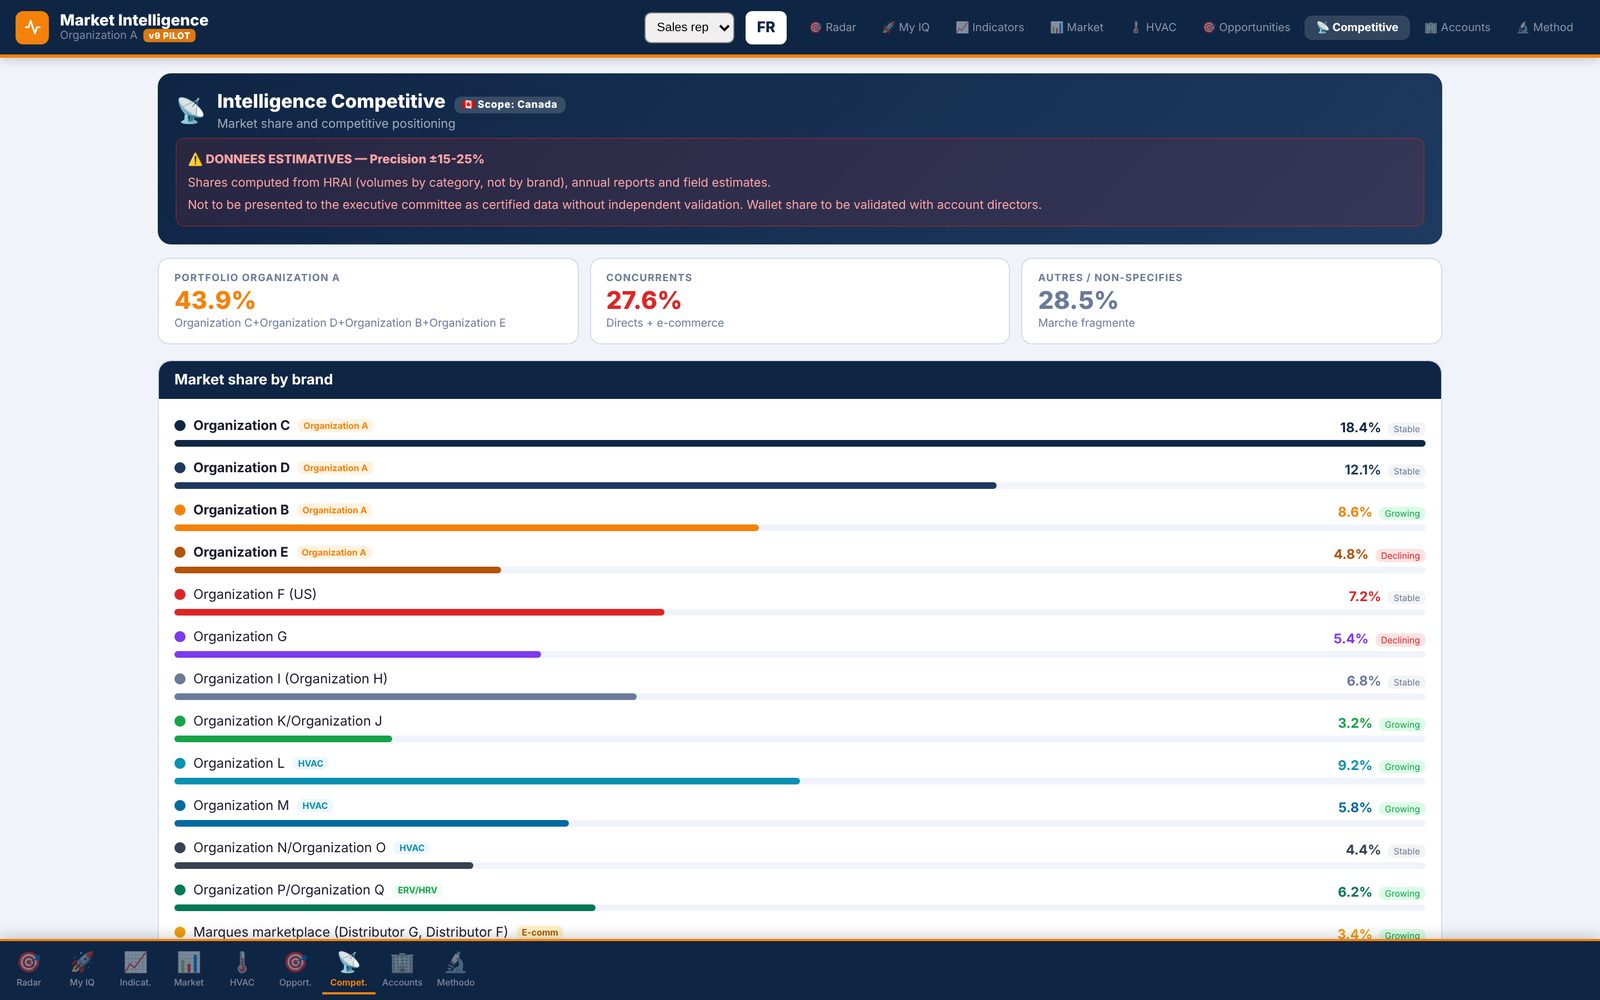 Market Intelligence
Organization A v9 PILOT
Sales rep
FR
Radar
My IQ
Indicators
Market
HVAC
Opportunities
Competitive
Accounts
Method
Intelligence Competitive Scope: Canada
Market share and competitive positioning
DONNEES ESTIMATIVES — Precision ±15-25%
Shares computed from HRAI (volumes by category, not by brand), annual reports and field estimates.
Not to be presented to the executive committee as certified data without independent validation. Wallet share to be validated with account directors.
PORTFOLIO ORGANIZATION A
43.9%
Organization C+Organization D+Organization B+Organization E
CONCURRENTS
27.6%
Directs + e-commerce
AUTRES / NON-SPECIFIES
28.5%
Marche fragmente
Market share by brand
Organization C Organization A 18.4% Stable
Organization D Organization A 12.1% Stable
Organization B Organization A 8.6% Growing
Organization E Organization A 4.8% Declining
Organization F (US) 7.2% Stable
Organization G 5.4% Declining
Organization I (Organization H) 6.8% Stable
Organization K/Organization J 3.2% Growing
Organization L HVAC 9.2% Growing
Organization M HVAC 5.8% Growing
Organization N/Organization O HVAC 4.4% Stable
Organization P/Organization Q ERV/HRV 6.2% Growing
Marques marketplace (Distributor G, Distributor F) E-comm 3.4% Growing
Radar
My IQ
Indicat.
Market
HVAC
Opport.
Compet.
Accounts
Methodo